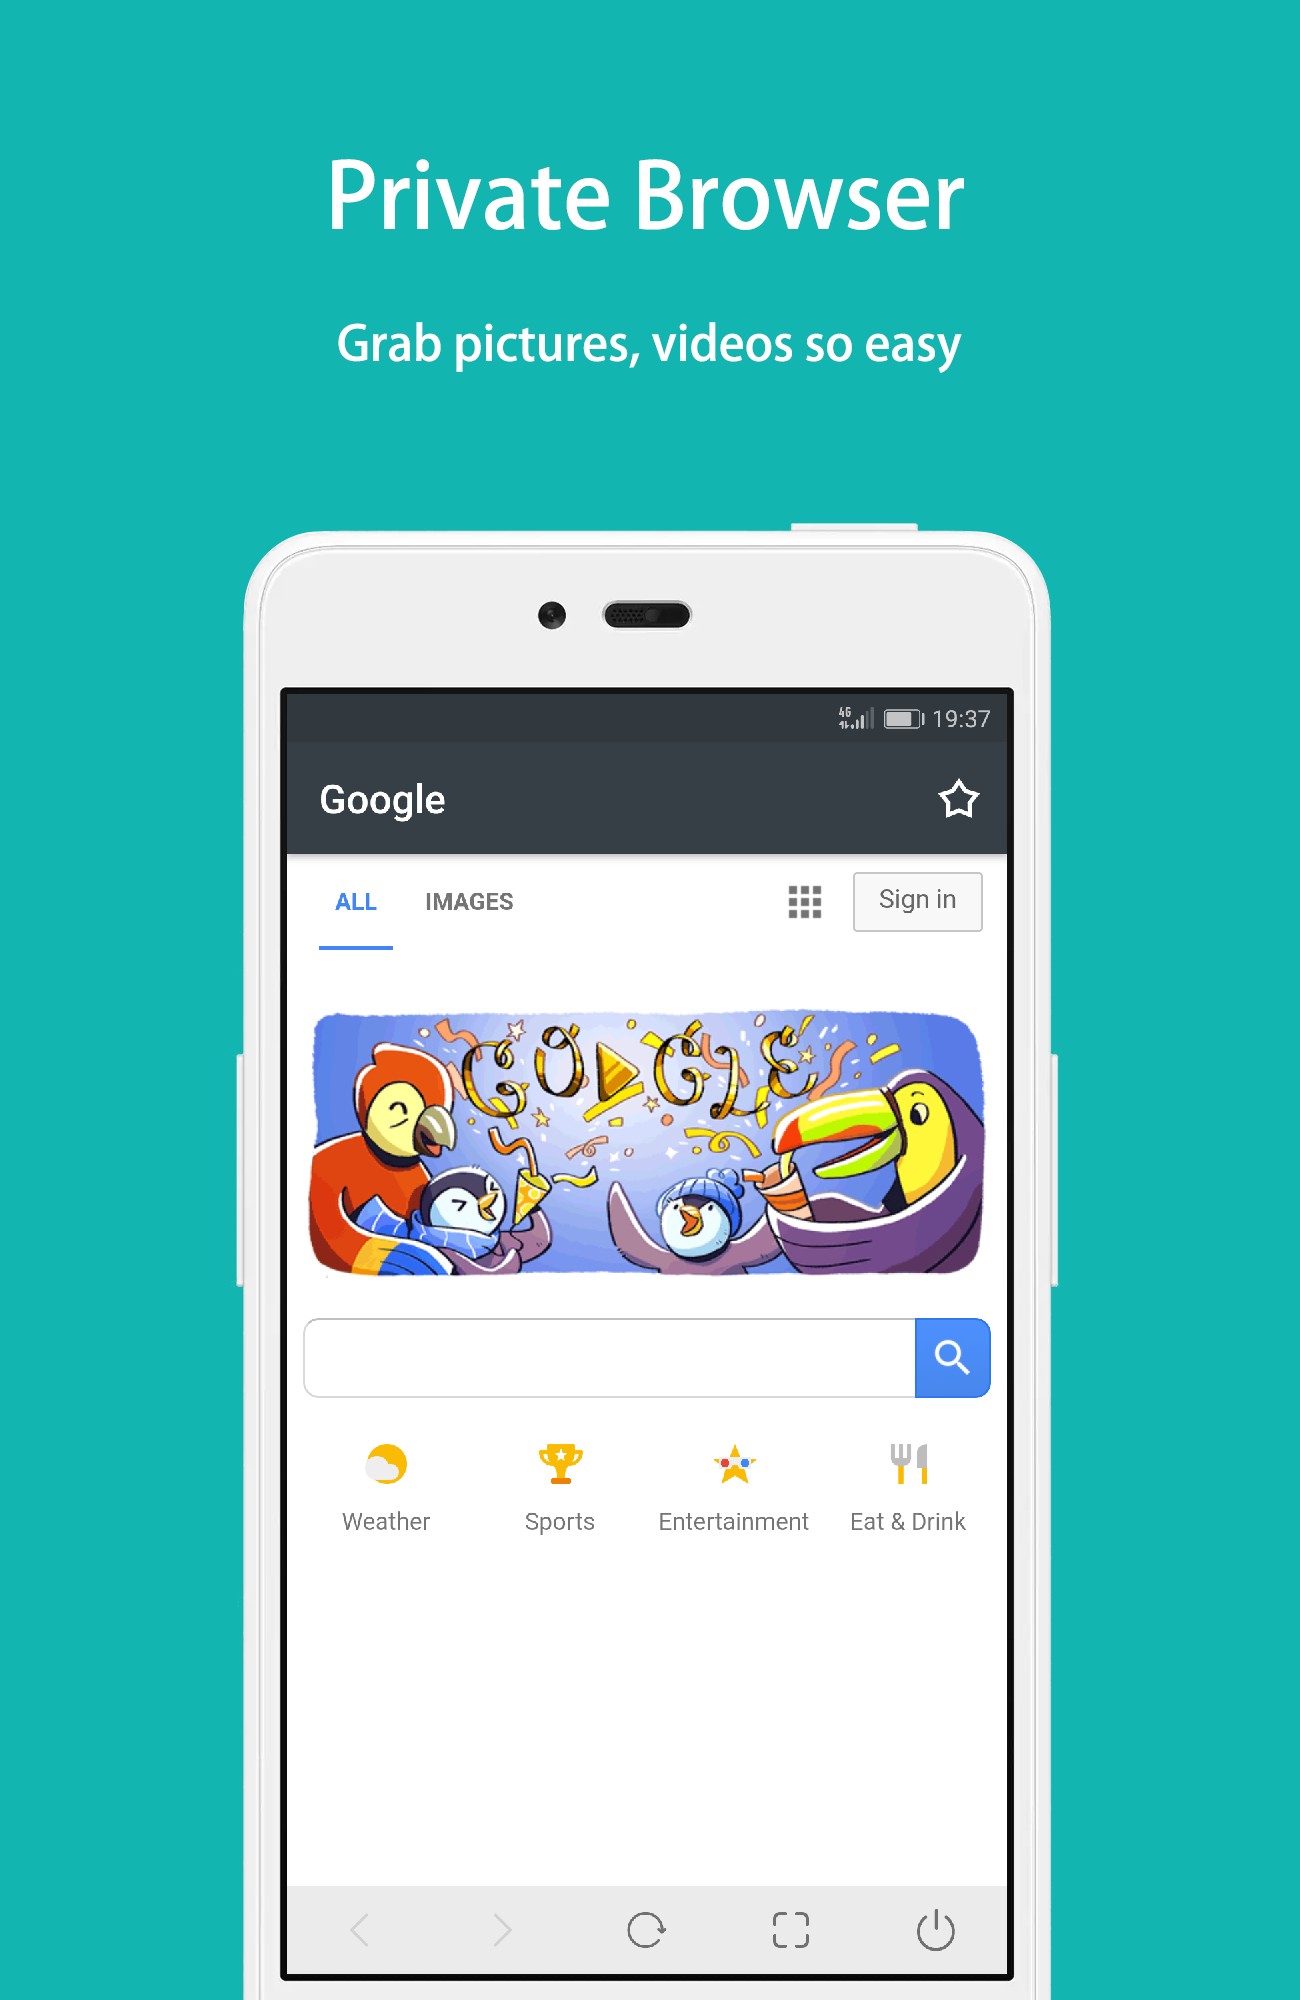 Private Browser
Grab pictures, videos so easy
4G 19:37
Google
ALL IMAGES Sign in
GOOGLE
Weather Sports Entertainment Eat & Drink